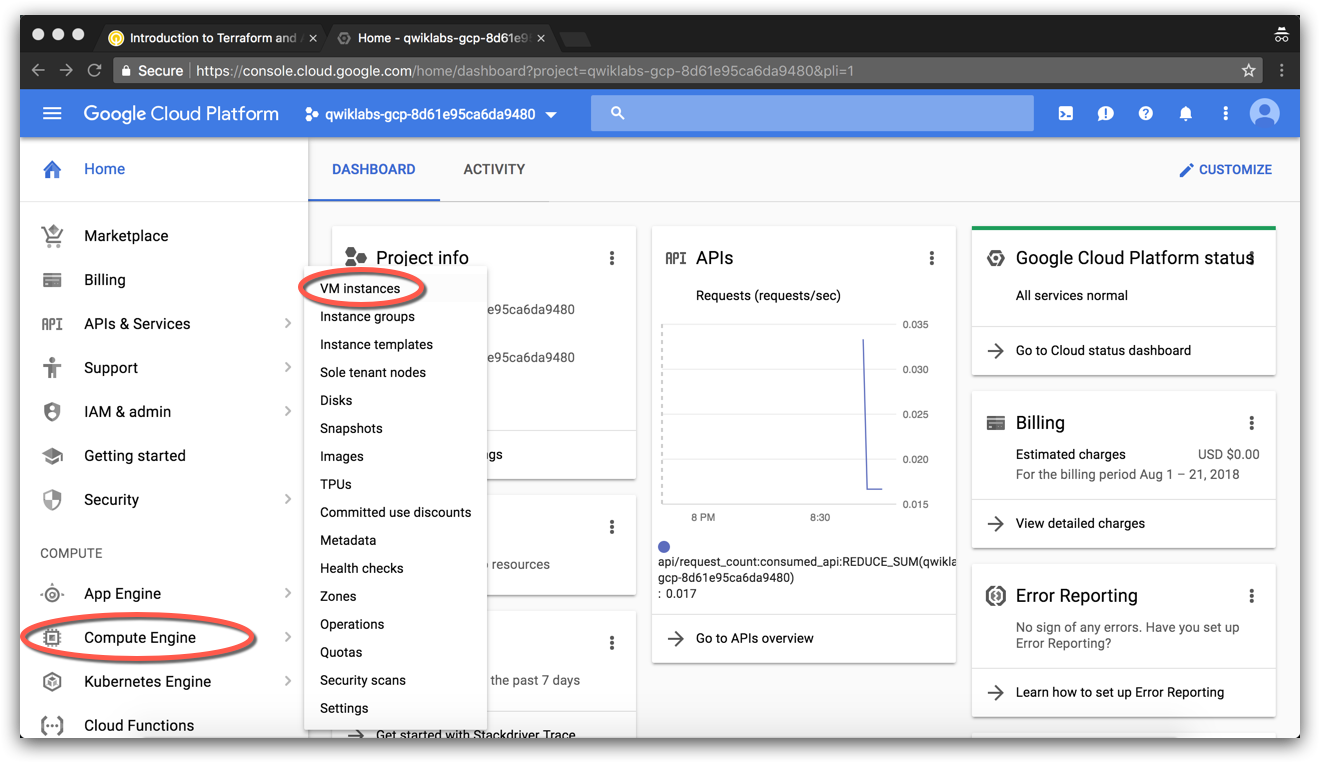 Introduction to Terraform and
Home - qwiklabs-gcp-8d61e9
Secure
https://console.cloud.google.com/home/dashboard?project=qwiklabs-gcp-8d61e95ca6da9480&pli=1
Google Cloud Platform
qwiklabs-gcp-8d61e95ca6da9480
Home
Marketplace
Billing
API
APIs & Services
Support
IAM & admin
Getting started
Security
COMPUTE
App Engine
Compute Engine
Kubernetes Engine
Cloud Functions
VM instances
Instance groups
Instance templates
Sole tenant nodes
Disks
Snapshots
Images
TPUs
Committed use discounts
Metadata
Health checks
Zones
Operations
Quotas
Security scans
Settings
DASHBOARD
ACTIVITY
CUSTOMIZE
Project info
e95ca6da9480
e95ca6da9480
gs
resources
the past 7 days
Get started with Stackdriver Trace
API
APIs
Requests (requests/sec)
0.035
0.030
0.025
0.020
0.015
8 PM
8:30
api/request_count:consumed_api:REDUCE_SUM(qwikla
gcp-8d61e95ca6da9480)
: 0.017
Go to APIs overview
Google Cloud Platform status
All services normal
Go to Cloud status dashboard
Billing
Estimated charges
USD $0.00
For the billing period Aug 1 – 21, 2018
View detailed charges
Error Reporting
No sign of any errors. Have you set up
Error Reporting?
Learn how to set up Error Reporting